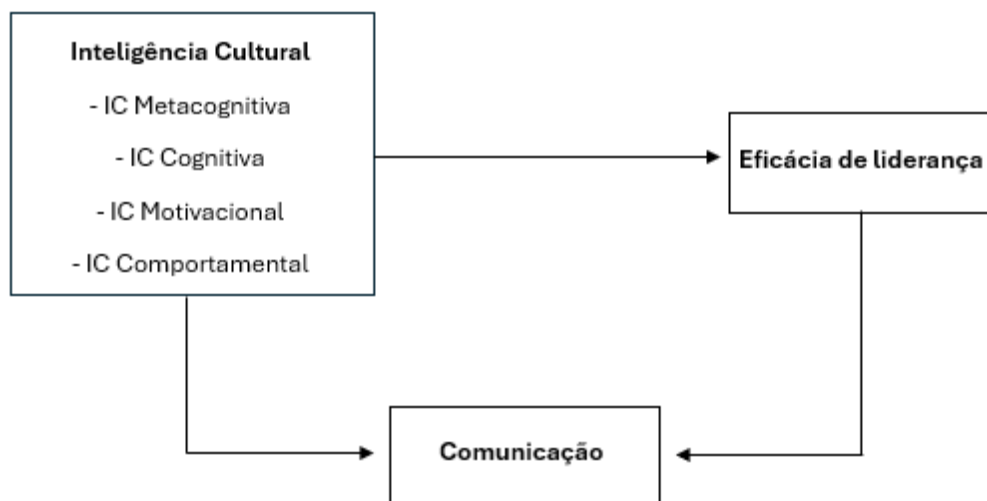 Inteligência Cultural
- IC Metacognitiva
- IC Cognitiva
- IC Motivacional
- IC Comportamental
Eficácia de liderança
Comunicação